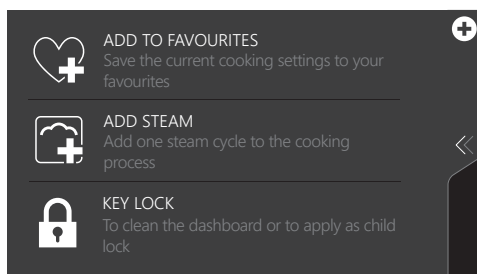 ADD TO FAVOURITES
Save the current cooking settings to your
favourites
ADD STEAM
Add one steam cycle to the cooking
process
KEY LOCK
To clean the dashboard or to apply as child
lock